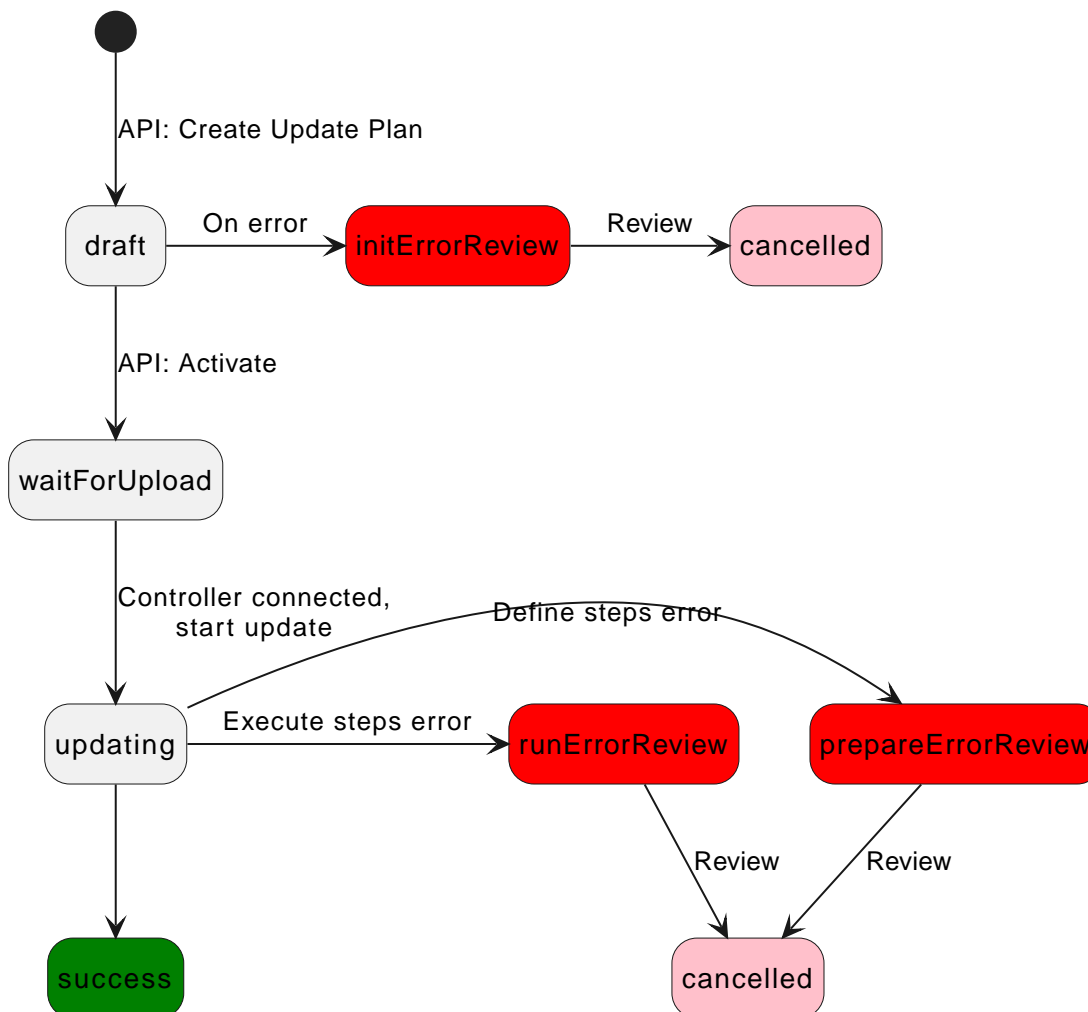 API: Create Update Plan
draft
On error
initErrorReview
Review
cancelled
API: Activate
waitForUpload
Controller connected,
start update
Define steps error
updating
Execute steps error
runErrorReview
prepareErrorReview
Review
Review
success
cancelled